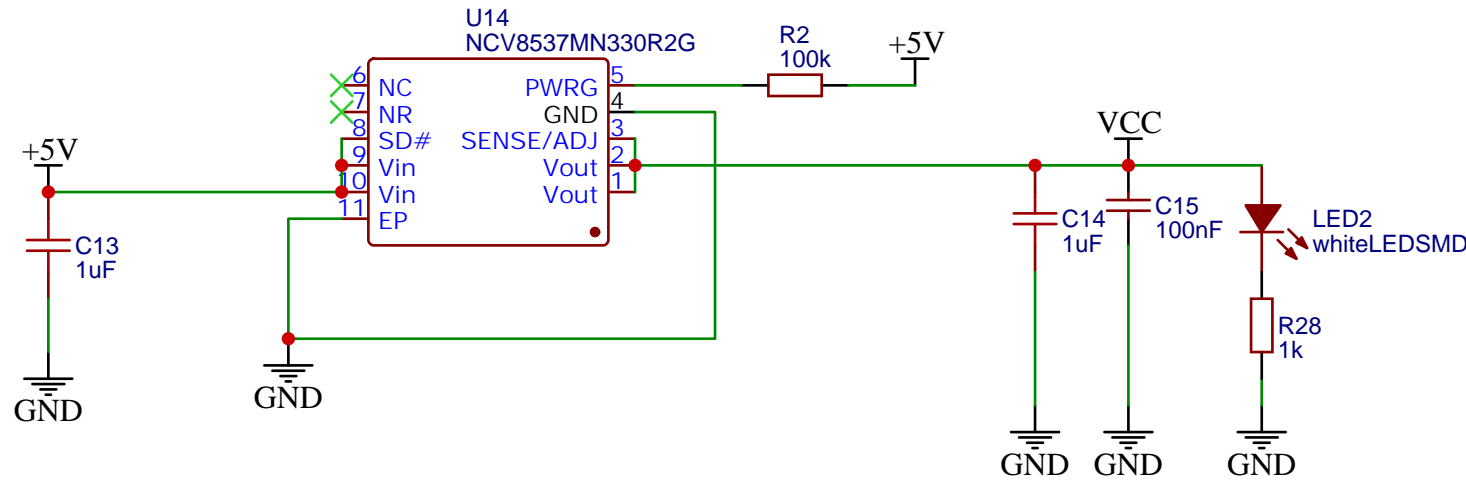 U14
NCV8537MN330R2G
R2
100k
+5V
6
NC
PWRG
5
7
NR
GND
4
8
SD#
SENSE/ADJ
3
9
Vin
Vout
2
10
Vin
Vout
1
11
EP
+5V
C13
1uF
GND
GND
VCC
C14
1uF
C15
100nF
LED2
whiteLEDSMD
R28
1k
GND
GND
GND